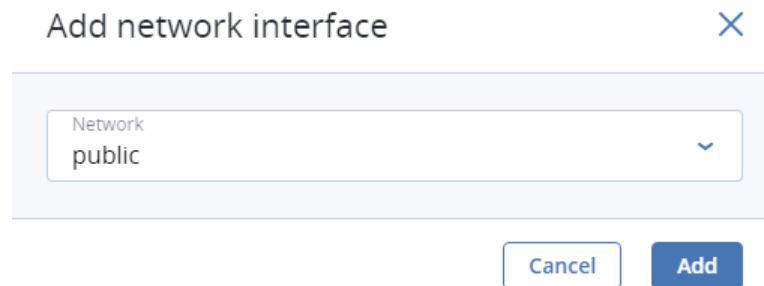 Add network interface
Network
public
Cancel
Add